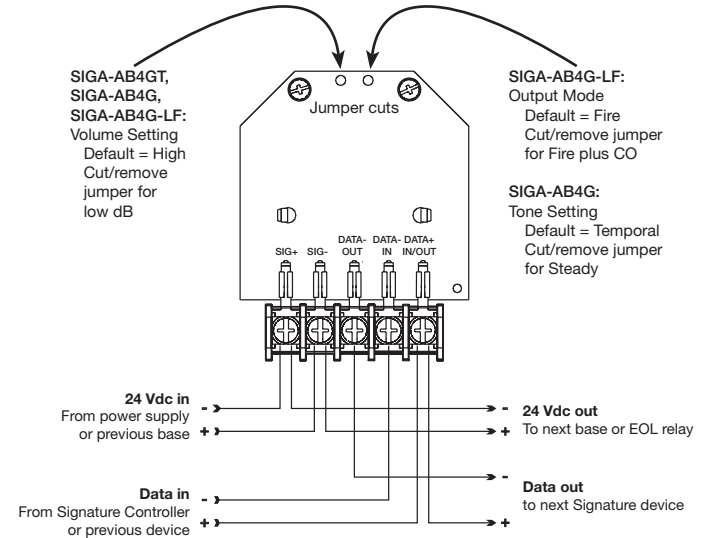 SIGA-AB4GT,
SIGA-AB4G,
SIGA-AB4G-LF:
Volume Setting
Default = High
Cut/remove
jumper for
low dB
Jumper cuts
SIGA-AB4G-LF:
Output Mode
Default = Fire
Cut/remove jumper
for Fire plus CO
SIGA-AB4G:
Tone Setting
Default = Temporal
Cut/remove jumper
for Steady
SIG+
SIG-
DATA-
OUT
DATA-
IN
DATA+
IN/OUT
24 Vdc in
From power supply
or previous base
-
+
- 24 Vdc out
+ To next base or EOL relay
Data in
From Signature Controller
or previous device
-
+
-
Data out
to next Signature device
+